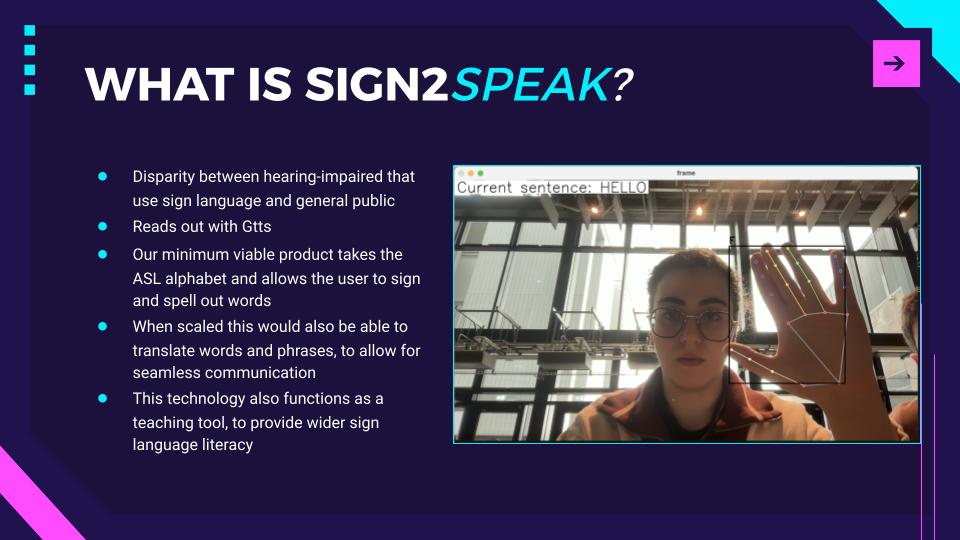 WHAT IS SIGN2SPEAK?
Disparity between hearing-impaired that
use sign language and general public
Reads out with Gtts
Our minimum viable product takes the
ASL alphabet and allows the user to sign
and spell out words
When scaled this would also be able to
translate words and phrases, to allow for
seamless communication
This technology also functions as a
teaching tool, to provide wider sign
language literacy
frame
Current sentence: HELLO